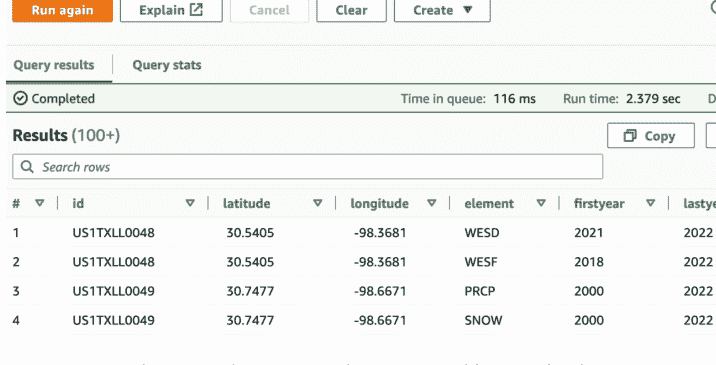 Run again Explain Cancel Clear Create
Query results Query stats
Completed Time in queue: 116 ms Run time: 2.379 sec D
Results (100+) Copy
Search rows
# id latitude longitude element firstyear lastye
1 US1TXLL0048 30.5405 -98.3681 WESD 2021 2022
2 US1TXLL0048 30.5405 -98.3681 WESF 2018 2022
3 US1TXLL0049 30.7477 -98.6671 PRCP 2000 2022
4 US1TXLL0049 30.7477 -98.6671 SNOW 2000 2022